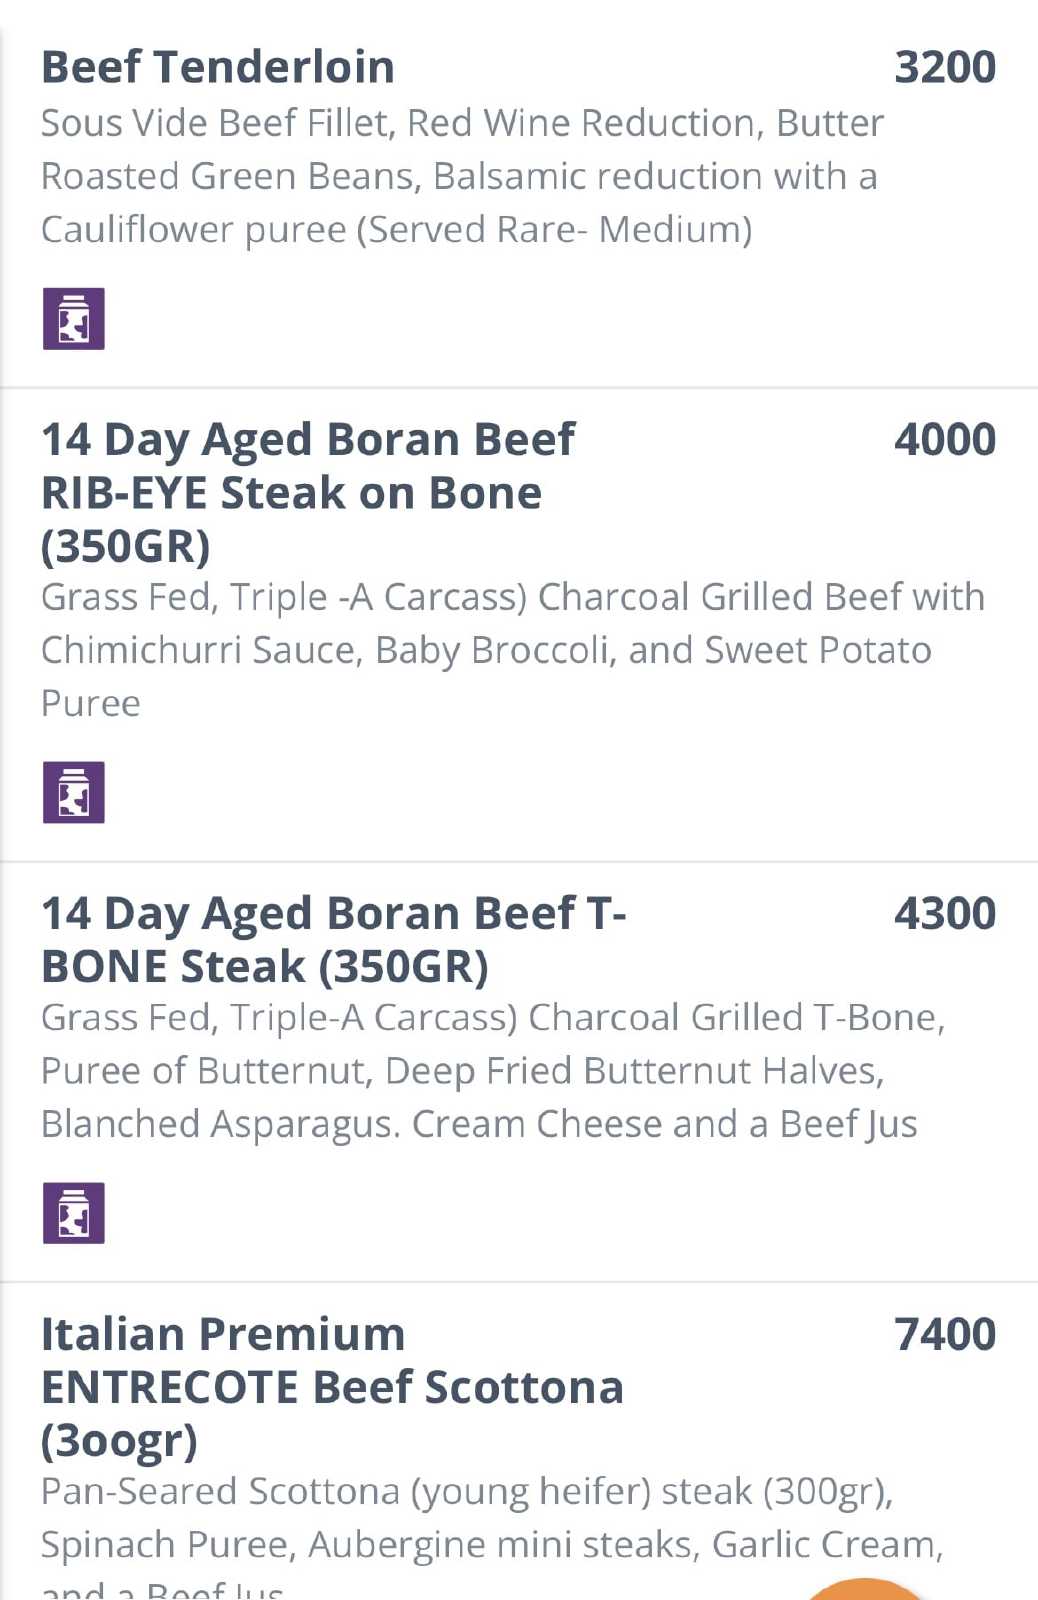 Beef Tenderloin 3200
Sous Vide Beef Fillet, Red Wine Reduction, Butter
Roasted Green Beans, Balsamic reduction with a
Cauliflower puree (Served Rare- Medium)
14 Day Aged Boran Beef 4000
RIB-EYE Steak on Bone
(350GR)
Grass Fed, Triple -A Carcass) Charcoal Grilled Beef with
Chimichurri Sauce, Baby Broccoli, and Sweet Potato
Puree
14 Day Aged Boran Beef T- 4300
BONE Steak (350GR)
Grass Fed, Triple-A Carcass) Charcoal Grilled T-Bone,
Puree of Butternut, Deep Fried Butternut Halves,
Blanched Asparagus. Cream Cheese and a Beef Jus
Italian Premium 7400
ENTRECOTE Beef Scottona
(3oogr)
Pan-Seared Scottona (young heifer) steak (300gr),
Spinach Puree, Aubergine mini steaks, Garlic Cream,
and a Beef Jus